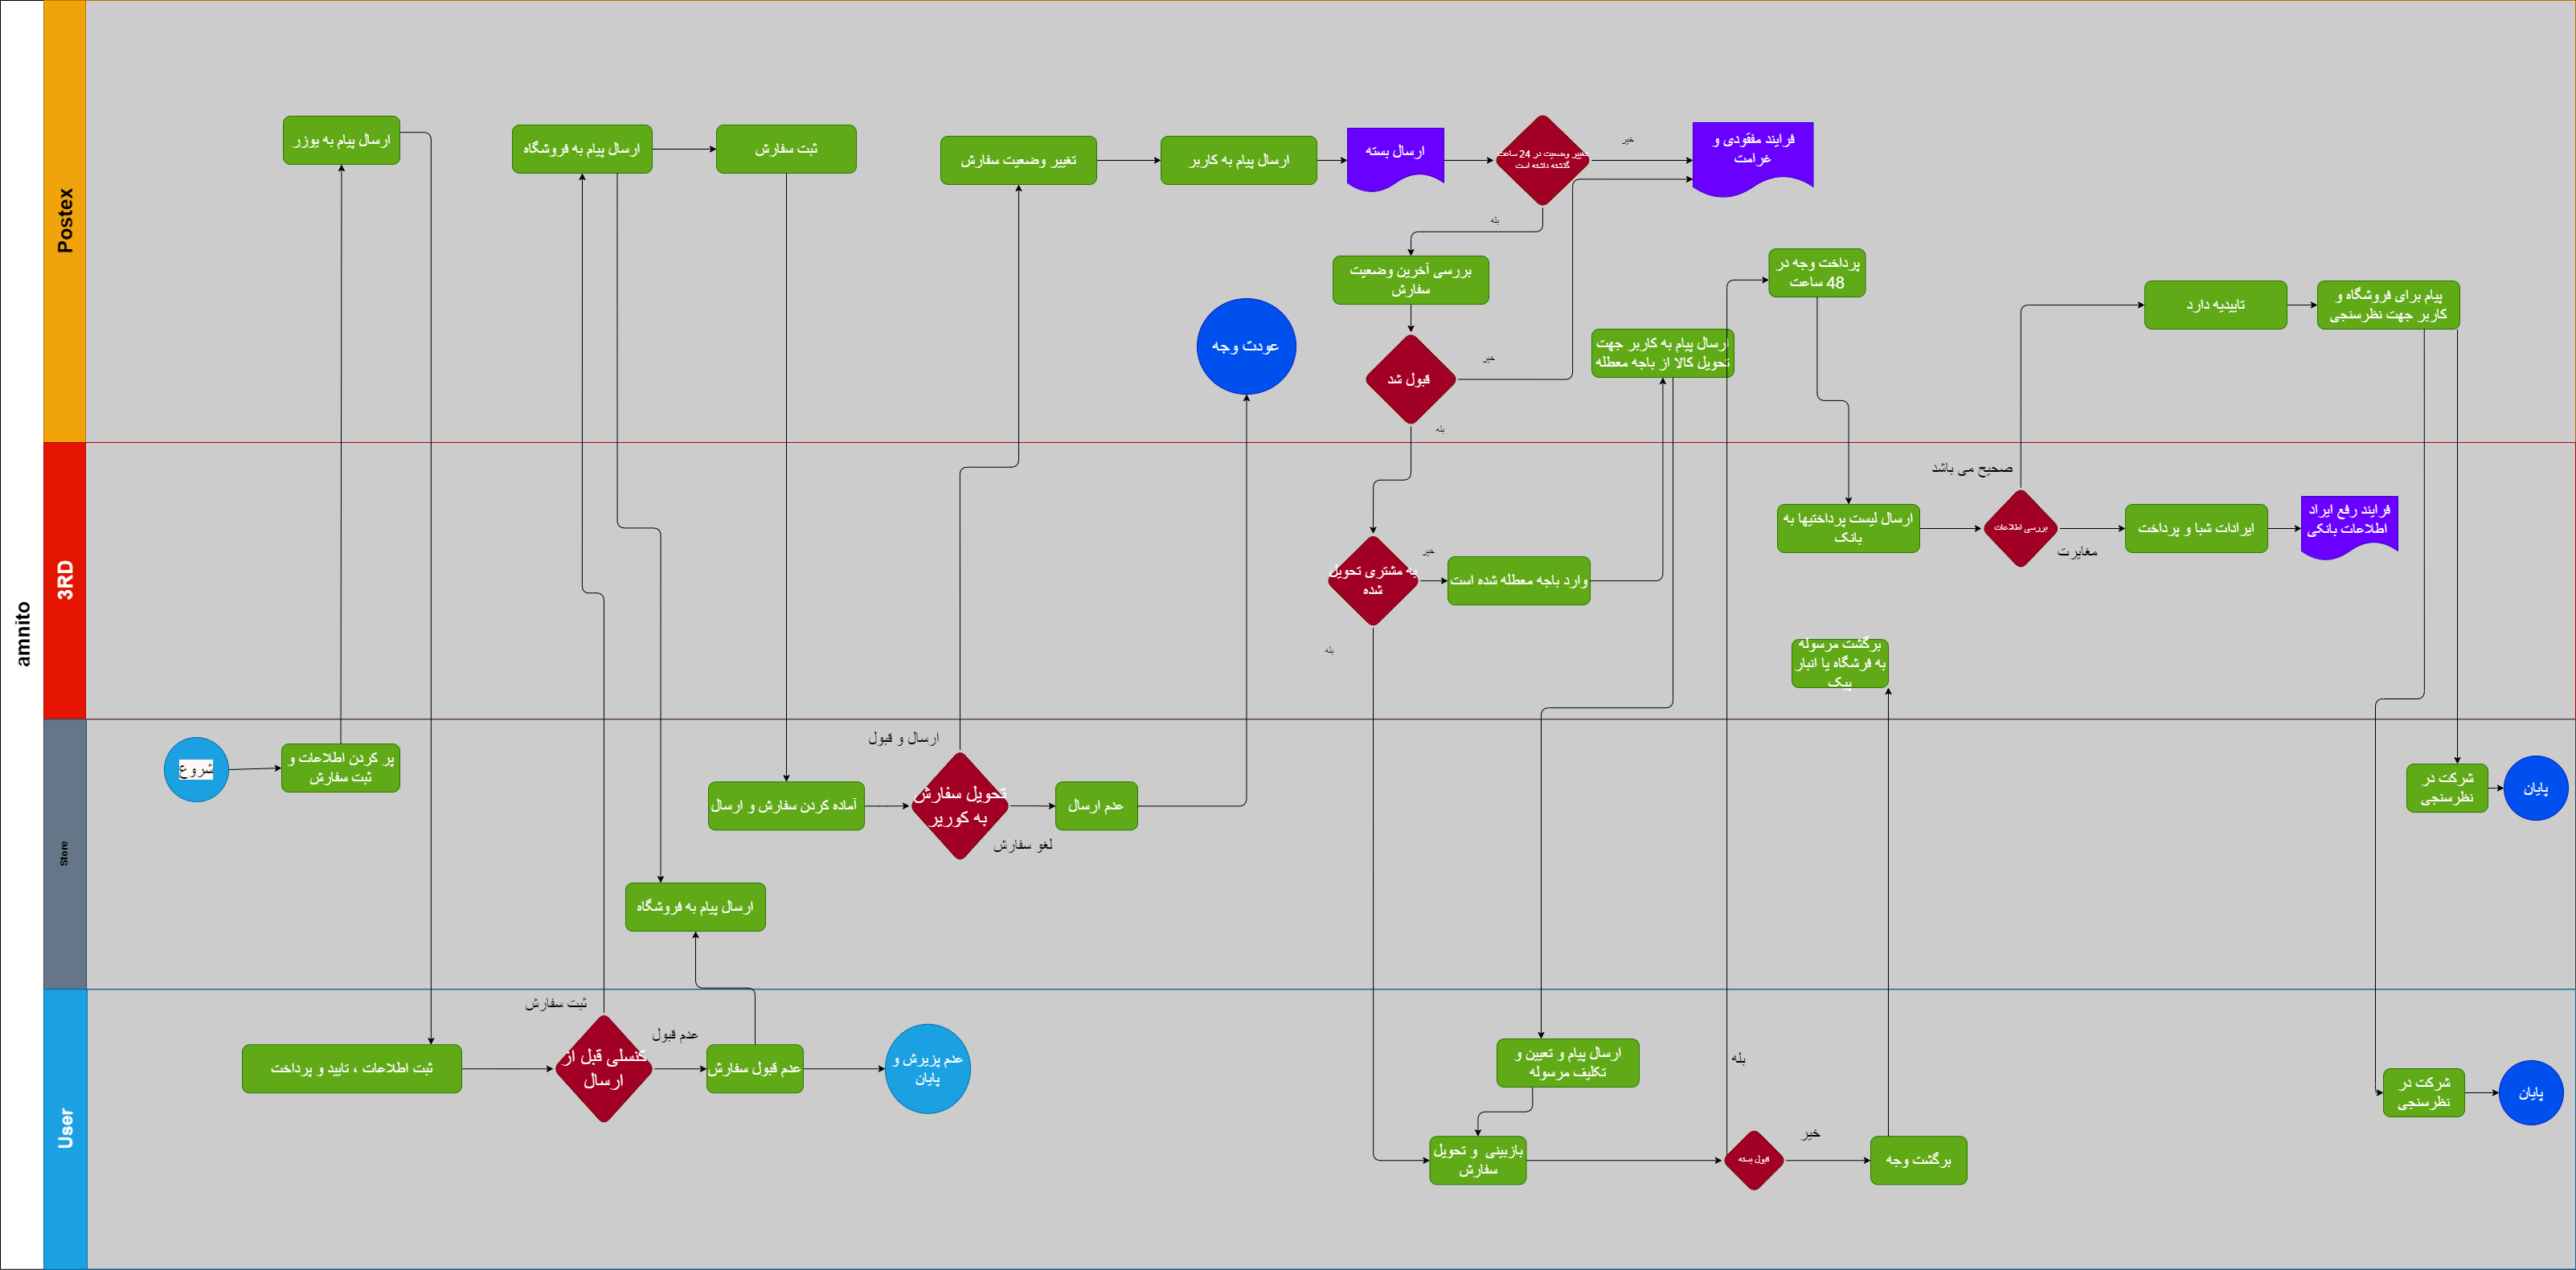 amnito
Postex
ارسال پیام به یوزر
ارسال پیام به فروشگاه
ثبت سفارش
تغییر وضعیت سفارش
ارسال پیام به کاربر
ارسال بسته
تغییر وضعیت در 24 ساعت
گذشته داشته است
خیر
فرایند مفقودی و
غرامت
بله
بررسی آخرین وضعیت
سفارش
عودت وجه
قبول شد
خیر
بله
ارسال پیام به کاربر جهت
تحویل کالا از باجه معطله
پرداخت وجه در
48 ساعت
تاییدیه دارد
پیام برای فروشگاه و
کاربر جهت نظرسنجی
3RD
به مشتری تحویل
شده
خیر
وارد باجه معطله شده است
بله
ارسال لیست پرداختیها به
بانک
صحیح می باشد
بررسی اطلاعات
مغایرت
ایرادات شبا و پرداخت
فرایند رفع ایراد
اطلاعات بانکی
برگشت مرسوله
به فرشگاه یا انبار
پیک
Store
شروع
پر کردن اطلاعات و
ثبت سفارش
آماده کردن سفارش و ارسال
ارسال و قبول
تحویل سفارش
به کوریر
لغو سفارش
عدم ارسال
ارسال پیام به فروشگاه
شرکت در
نظرسنجی
پایان
User
ثبت اطلاعات ، تایید و پرداخت
ثبت سفارش
کنسلی قبل از
ارسال
عدم قبول
عدم قبول سفارش
عدم پزیرش و
پایان
ارسال پیام و تعیین و
تکلیف مرسوله
بازبینی و تحویل
سفارش
بله
قبول بسته
خیر
برگشت وجه
شرکت در
نظرسنجی
پایان